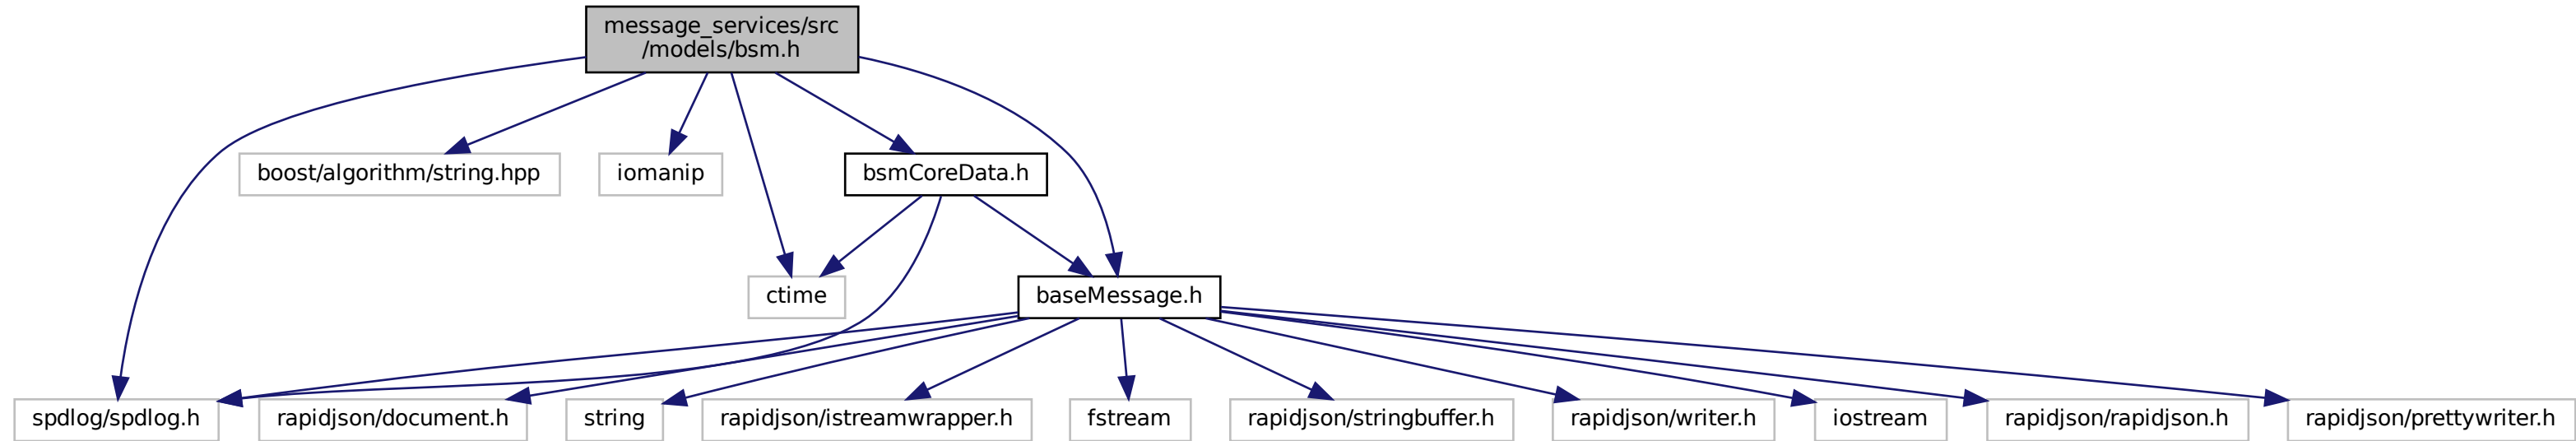 message_services/src
/models/bsm.h
boost/algorithm/string.hpp
iomanip
bsmCoreData.h
ctime
baseMessage.h
spdlog/spdlog.h
rapidjson/document.h
string
rapidjson/istreamwrapper.h
fstream
rapidjson/stringbuffer.h
rapidjson/writer.h
iostream
rapidjson/rapidjson.h
rapidjson/prettywriter.h